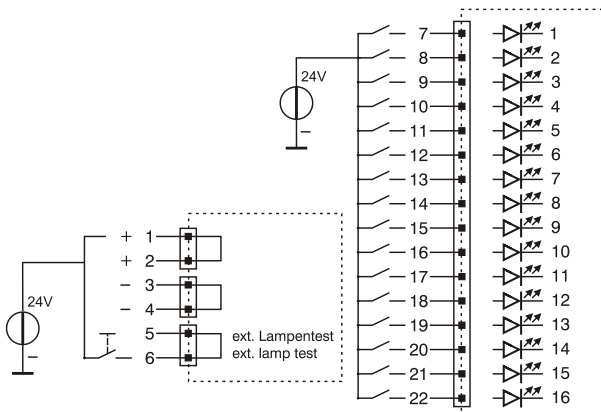 7 1
24V 8 2
9 3
10 4
– 11 5
12 6
13 7
14 8
15 9
+ 1 16 10
+ 2 17 11
– 3 18 12
24V – 4 19 13
5 ext. Lampentest 20 14
– 6 ext. lamp test 21 15
22 16